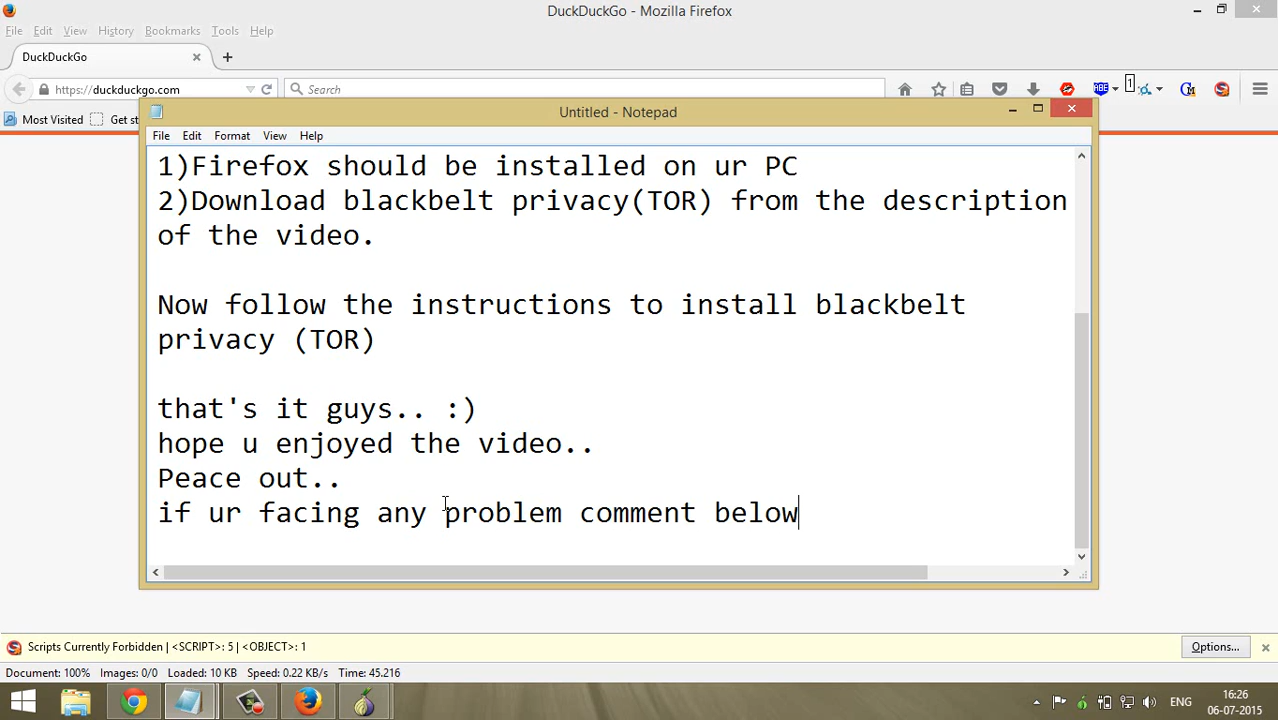 DuckDuckGo - Mozilla Firefox
File Edit View History Bookmarks Tools Help
DuckDuckGo
https://duckduckgo.com
Search
ABE
1
Most Visited
Get st
Untitled - Notepad
File Edit Format View Help
1)Firefox should be installed on ur PC
2)Download blackbelt privacy(TOR) from the description
of the video.
Now follow the instructions to install blackbelt
privacy (TOR)
that's it guys.. :)
hope u enjoyed the video..
Peace out..
if ur facing any problem comment below
Scripts Currently Forbidden | <SCRIPT>: 5 | <OBJECT>: 1
Options...
Document: 100% Images: 0/0 Loaded: 10 KB Speed: 0.22 KB/s Time: 45.216
ENG
16:26
06-07-2015